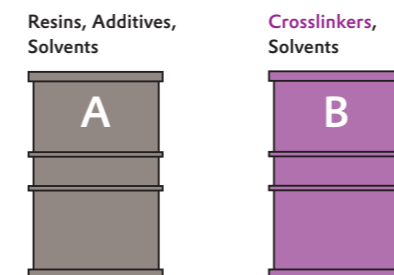 Resins, Additives,
Solvents
Crosslinkers,
Solvents
A
B